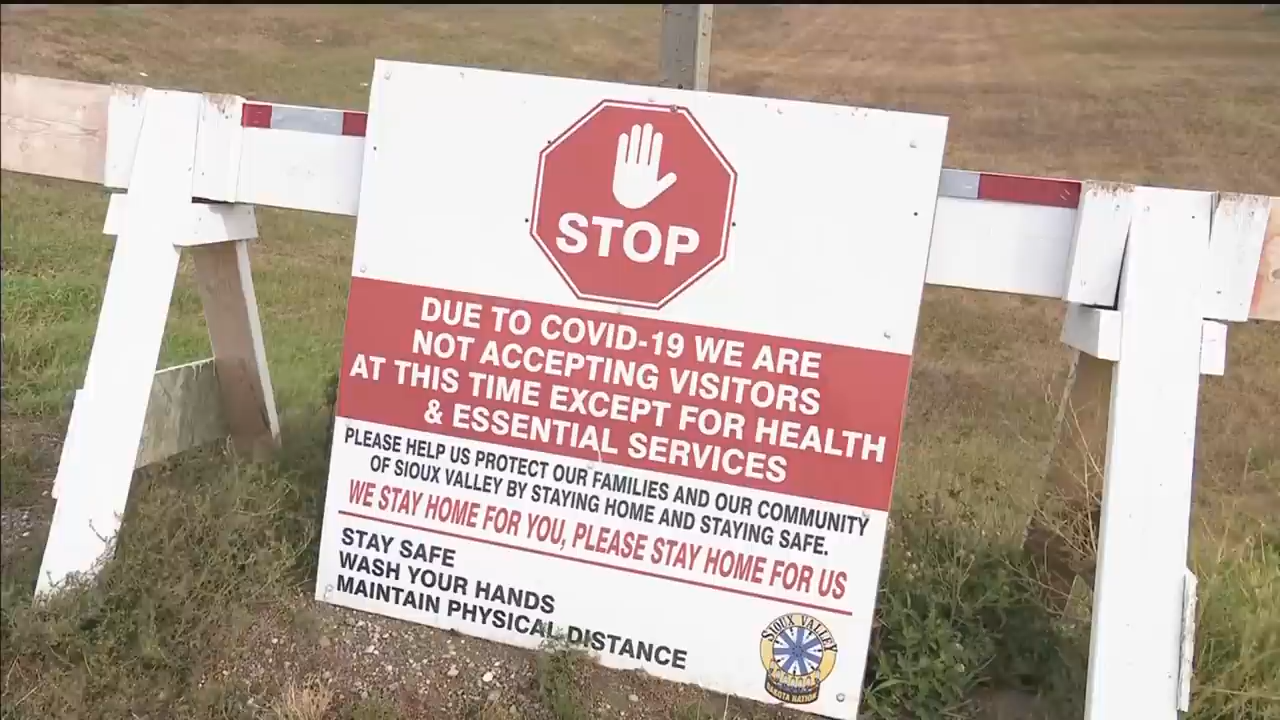 STOP
DUE TO COVID-19 WE ARE
NOT ACCEPTING VISITORS
AT THIS TIME EXCEPT FOR HEALTH
& ESSENTIAL SERVICES
PLEASE HELP US PROTECT OUR FAMILIES AND OUR COMMUNITY
OF SIOUX VALLEY BY STAYING HOME AND STAYING SAFE.
WE STAY HOME FOR YOU, PLEASE STAY HOME FOR US
STAY SAFE
WASH YOUR HANDS
MAINTAIN PHYSICAL DISTANCE
SIOUX VALLEY
DAKOTA NATION